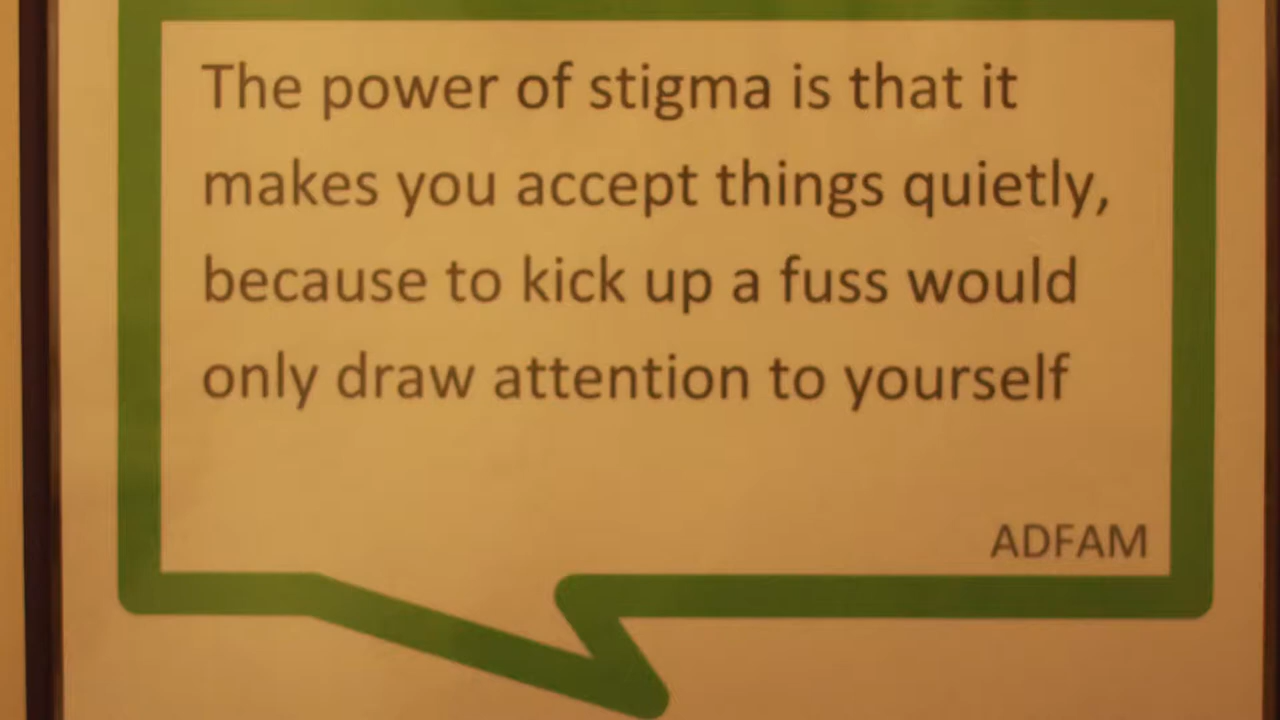 The power of stigma is that it
makes you accept things quietly,
because to kick up a fuss would
only draw attention to yourself
ADFAM